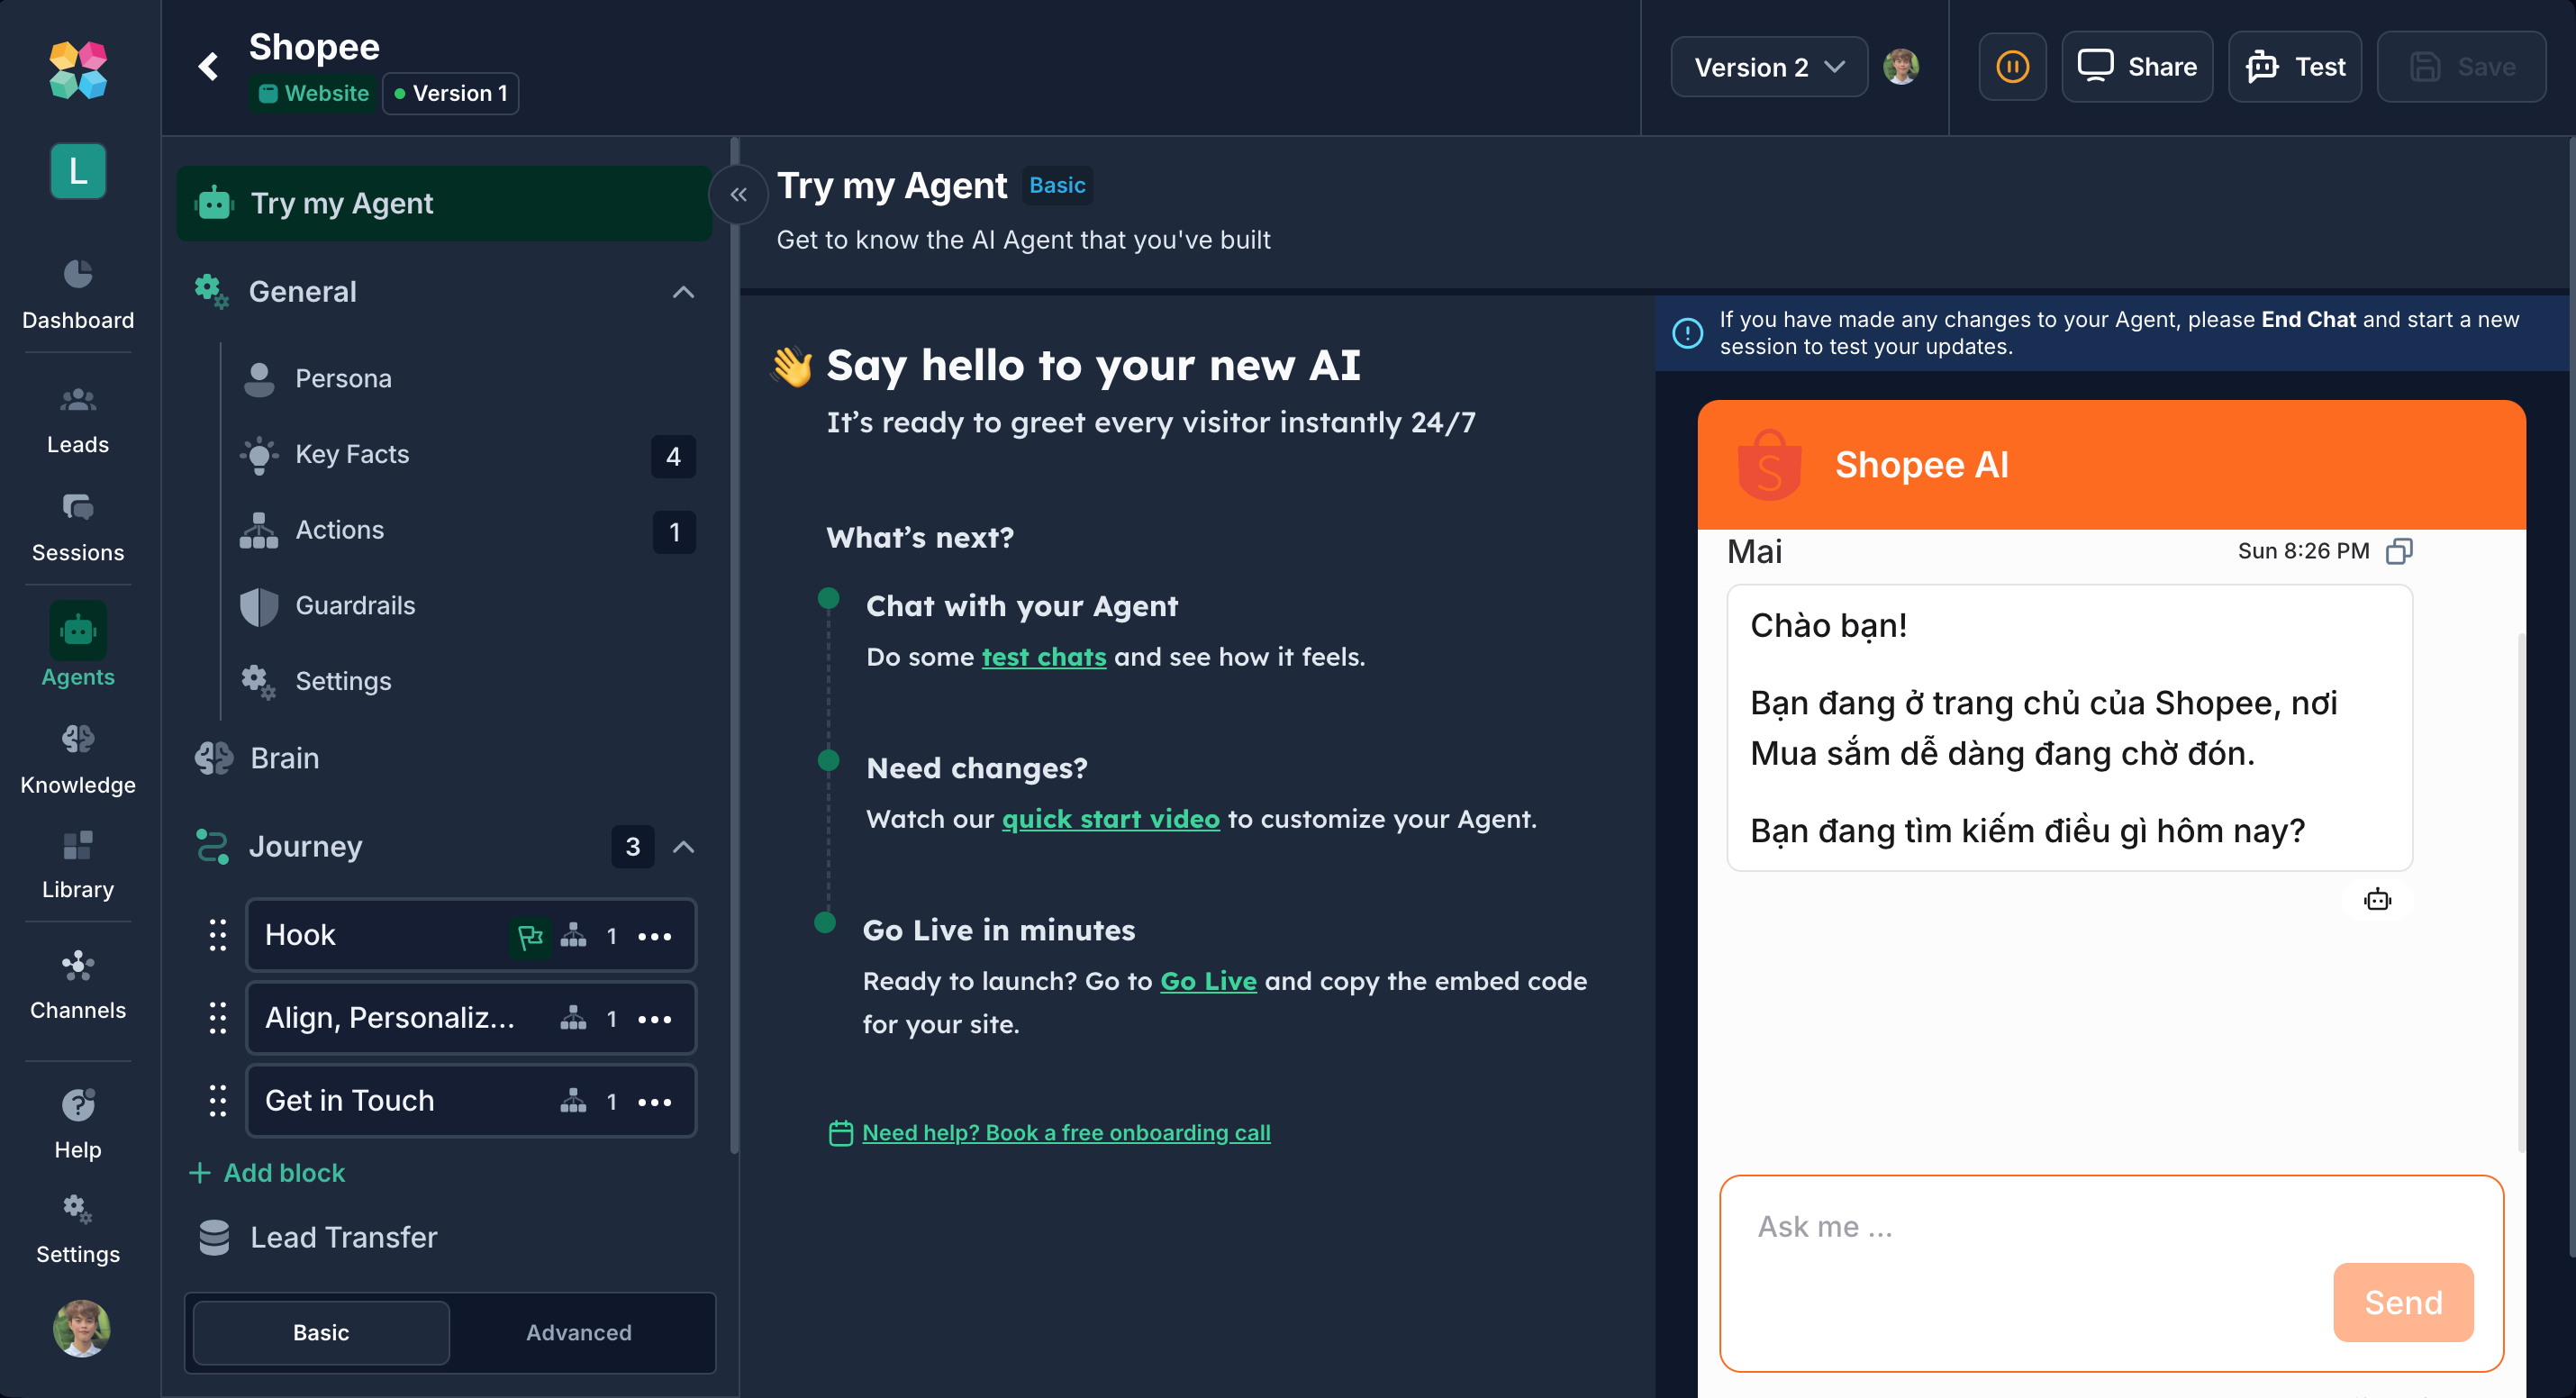 Shopee
Website
Version 1
Version 2
Share
Test
Save
L
Dashboard
Leads
Sessions
Agents
Knowledge
Library
Channels
Help
Settings
Try my Agent
General
Persona
Key Facts
4
Actions
1
Guardrails
Settings
Brain
Journey
3
Hook
1
Align, Personaliz...
1
Get in Touch
1
Add block
Lead Transfer
Basic
Advanced
Try my Agent
Basic
Get to know the AI Agent that you've built
👋 Say hello to your new AI
It’s ready to greet every visitor instantly 24/7
What’s next?
Chat with your Agent
Do some test chats and see how it feels.
Need changes?
Watch our quick start video to customize your Agent.
Go Live in minutes
Ready to launch? Go to Go Live and copy the embed code
for your site.
Need help? Book a free onboarding call
If you have made any changes to your Agent, please End Chat and start a new
session to test your updates.
S
Shopee AI
Mai
Sun 8:26 PM
Chào bạn!
Bạn đang ở trang chủ của Shopee, nơi
Mua sắm dễ dàng đang chờ đón.
Bạn đang tìm kiếm điều gì hôm nay?
Ask me ...
Send